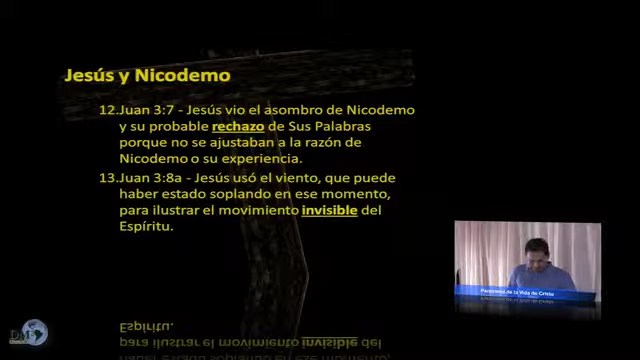 Jesús y Nicodemo
12.Juan 3:7 - Jesús vio el asombro de Nicodemo
y su probable rechazo de Sus Palabras
porque no se ajustaban a la razón de
Nicodemo o su experiencia.
13.Juan 3:8a - Jesús usó el viento, que puede
haber estado soplando en ese momento,
para ilustrar el movimiento invisible del
Espíritu.
Panorama de la Vida de Cristo
DM